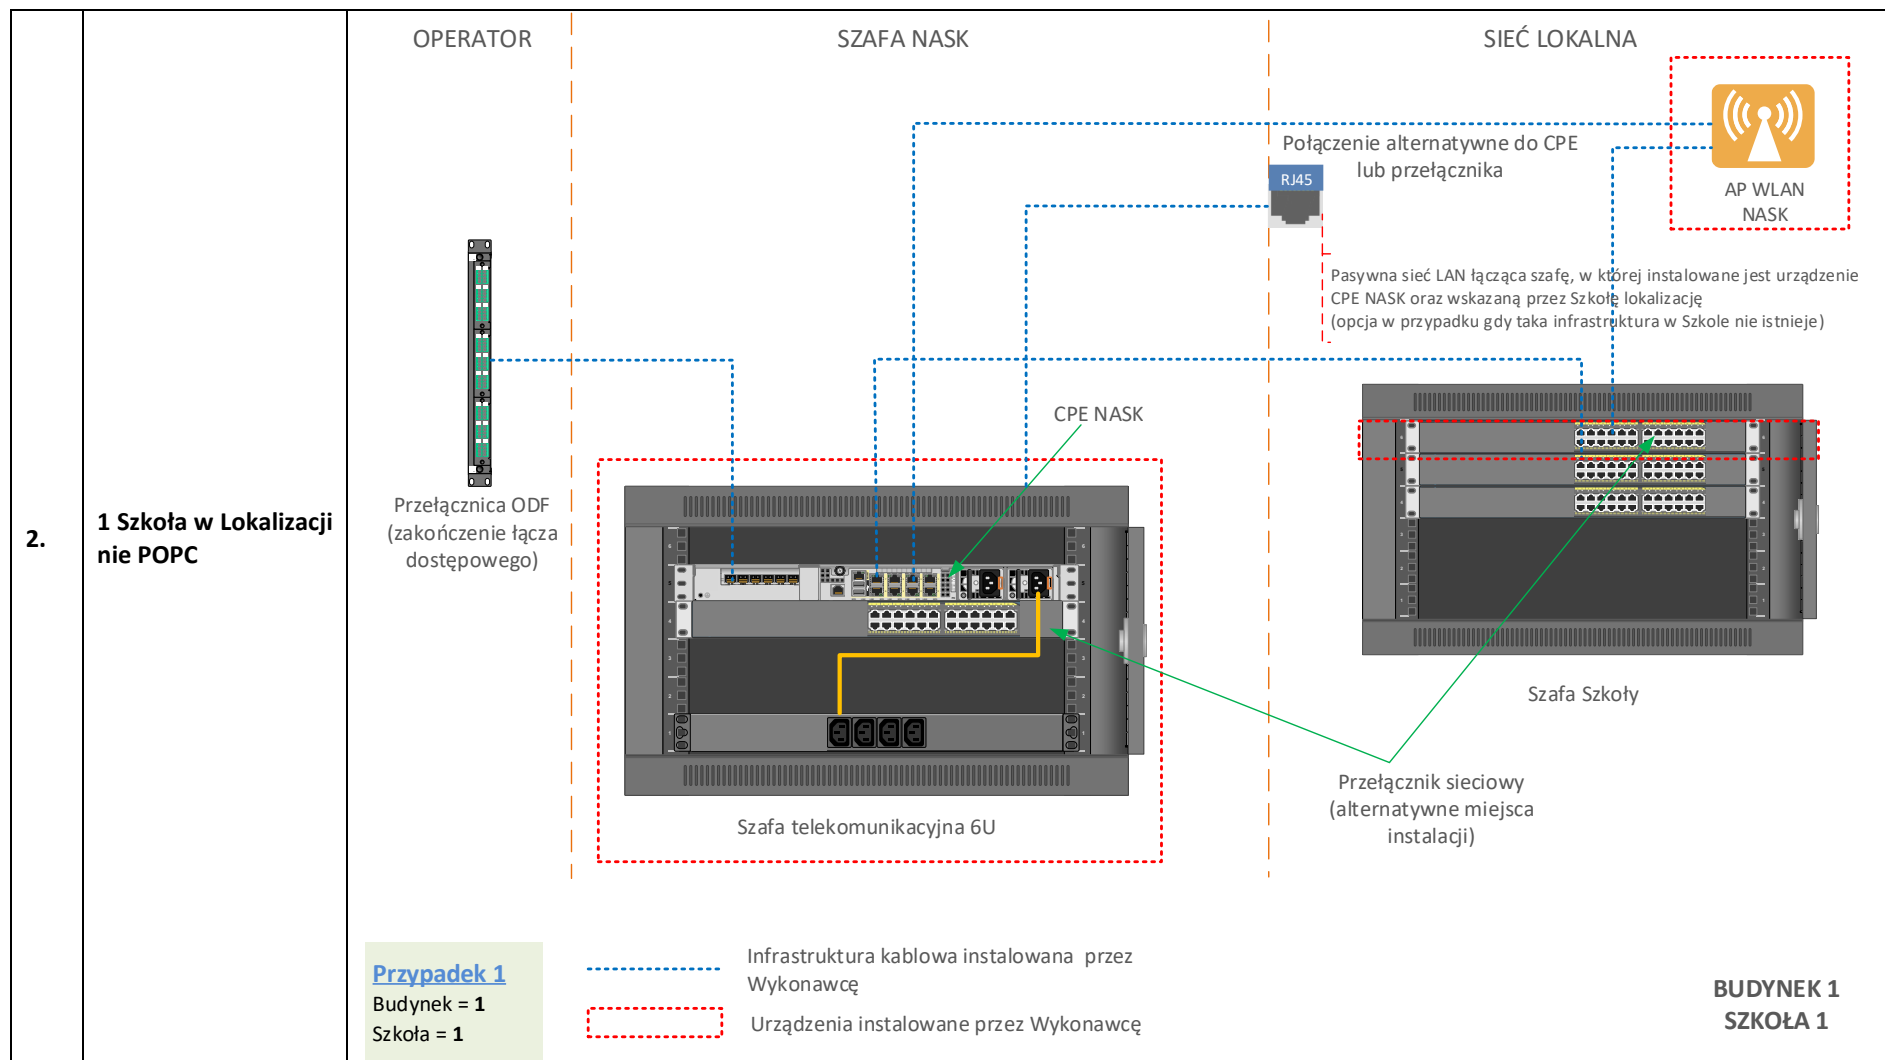 2.
1 Szkoła w Lokalizacji
nie POPC
OPERATOR
SZAFA NASK
SIEĆ LOKALNA
AP WLAN
NASK
Połączenie alternatywne do CPE
lub przełącznika
RJ45
Pasywna sieć LAN łącząca szafę, w której instalowane jest urządzenie
CPE NASK oraz wskazaną przez Szkołę lokalizację
(opcja w przypadku gdy taka infrastruktura w Szkole nie istnieje)
CPE NASK
Przełącznica ODF
(zakończenie łącza
dostępowego)
Szafa telekomunikacyjna 6U
Szafa Szkoły
Przełącznik sieciowy
(alternatywne miejsca
instalacji)
Przypadek 1
Budynek = 1
Szkoła = 1
Infrastruktura kablowa instalowana przez
Wykonawcę
Urządzenia instalowane przez Wykonawcę
BUDYNEK 1
SZKOŁA 1